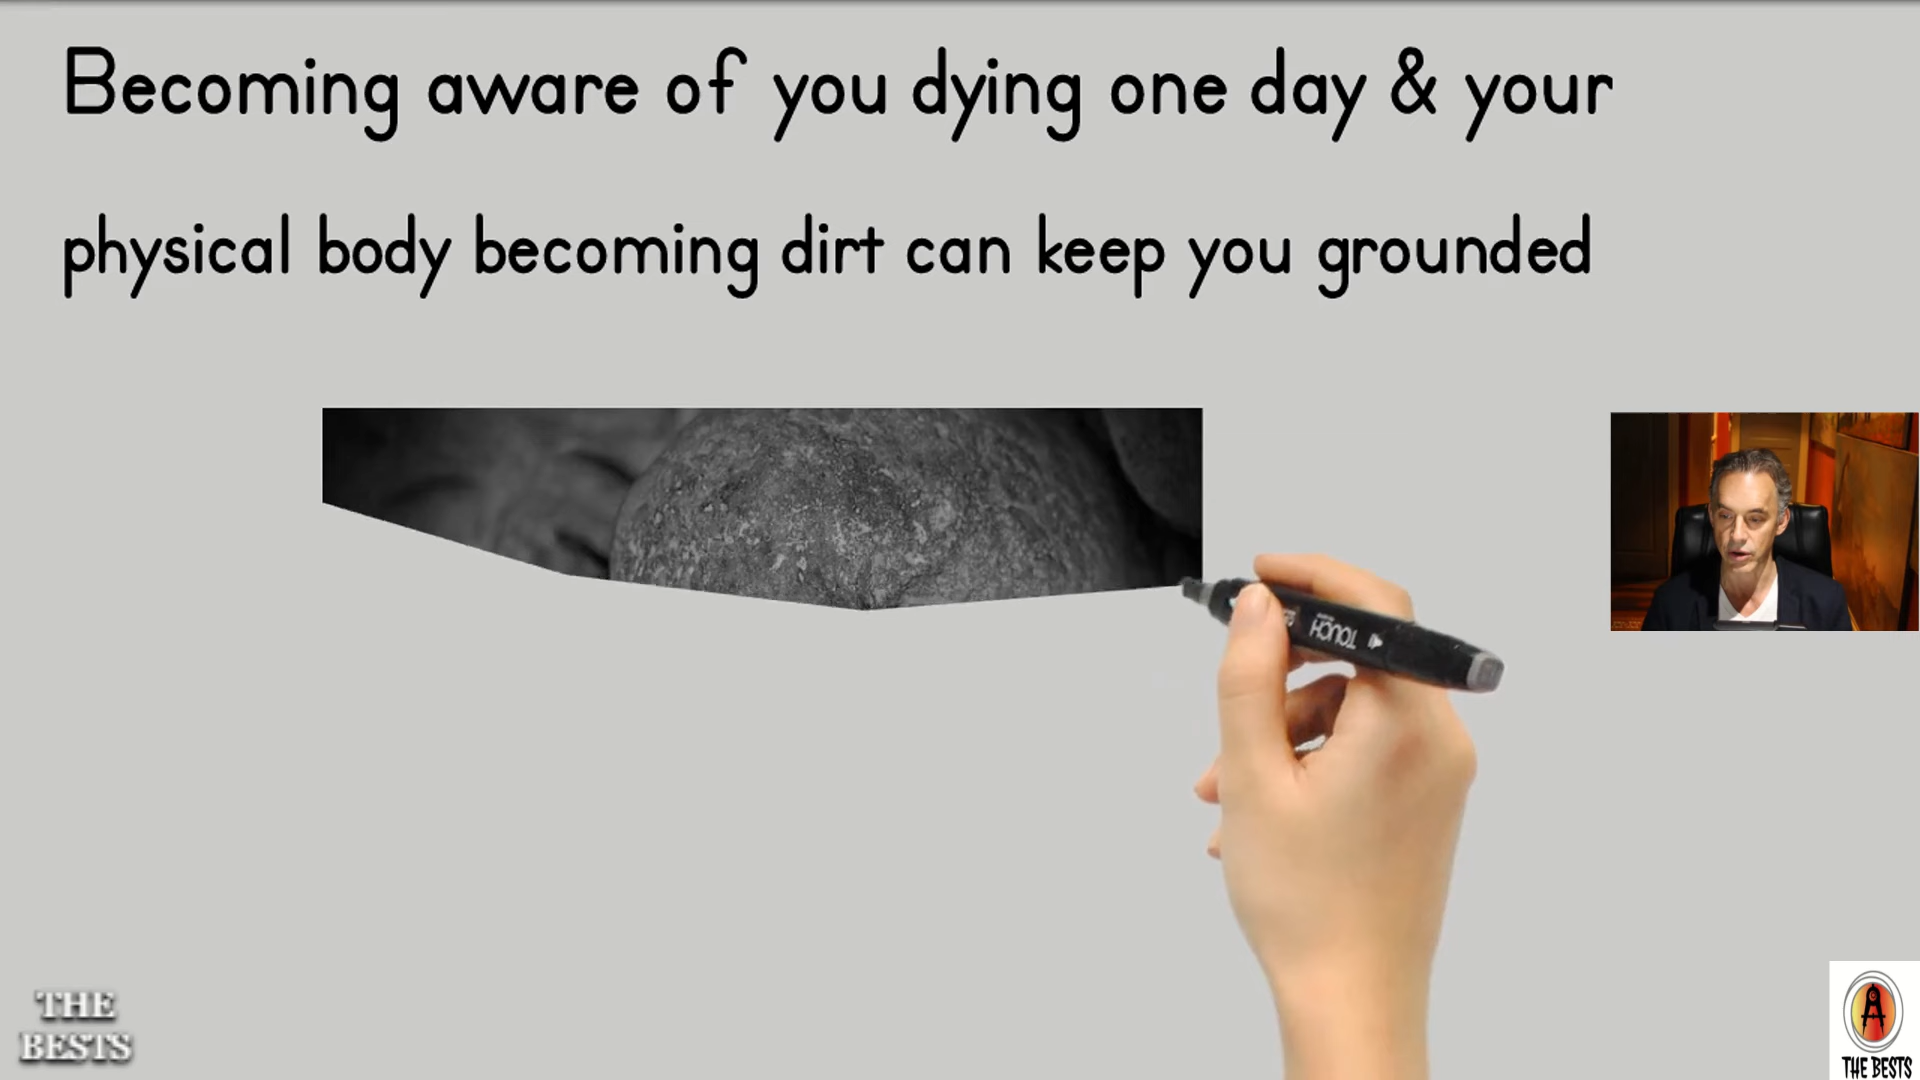 Becoming aware of you dying one day & your
physical body becoming dirt can keep you grounded
TOUCH
THE
BESTS
THE BESTS